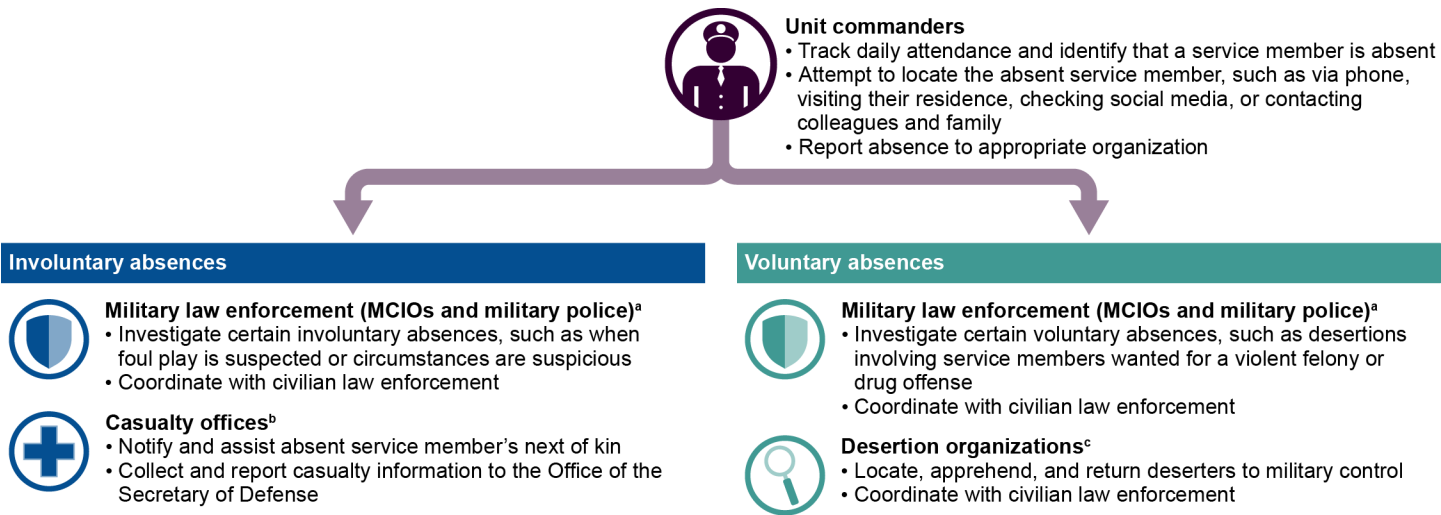 Unit commanders
• Track daily attendance and identify that a service member is absent
• Attempt to locate the absent service member, such as via phone,
visiting their residence, checking social media, or contacting
colleagues and family
• Report absence to appropriate organization
Involuntary absences
Military law enforcement (MCIOs and military police)ᵃ
• Investigate certain involuntary absences, such as when
foul play is suspected or circumstances are suspicious
• Coordinate with civilian law enforcement
Casualty officesᵇ
• Notify and assist absent service member’s next of kin
• Collect and report casualty information to the Office of the
Secretary of Defense
Voluntary absences
Military law enforcement (MCIOs and military police)ᵃ
• Investigate certain voluntary absences, such as desertions
involving service members wanted for a violent felony or
drug offense
• Coordinate with civilian law enforcement
Desertion organizationsᶜ
• Locate, apprehend, and return deserters to military control
• Coordinate with civilian law enforcement